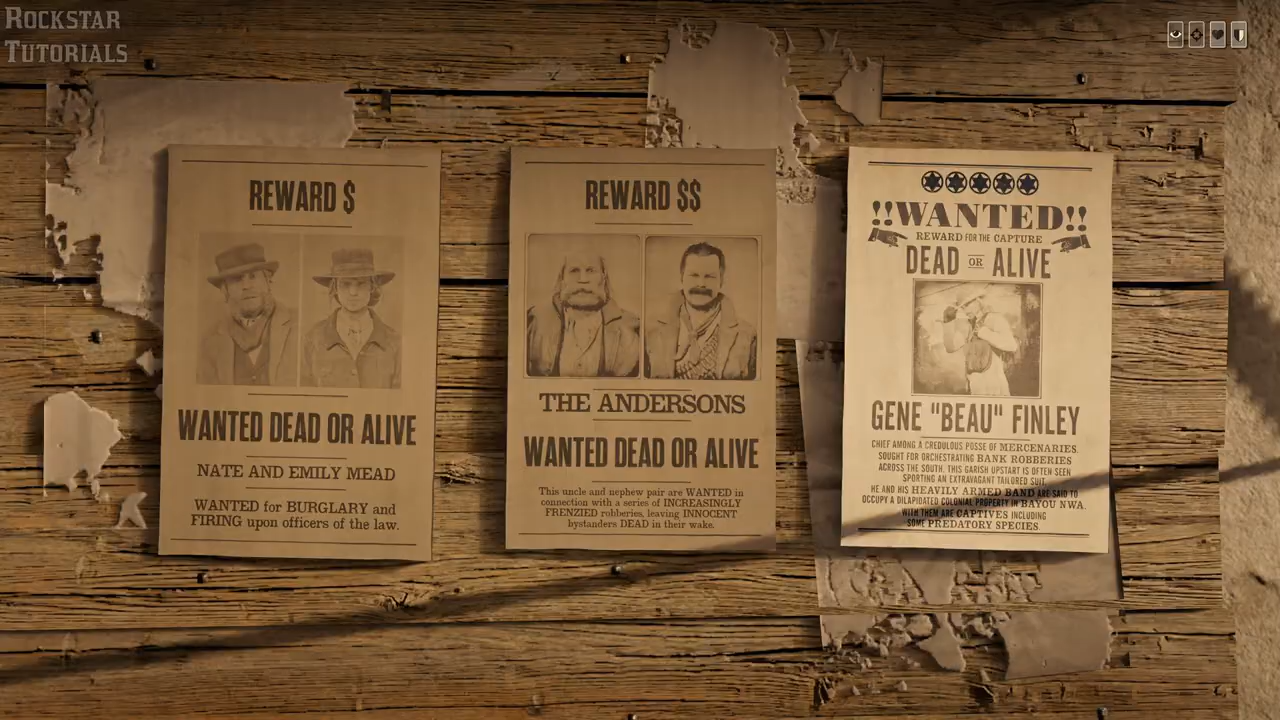 ROCKSTAR
TUTORIALS
REWARD $
WANTED DEAD OR ALIVE
NATE AND EMILY MEAD
WANTED for BURGLARY and
FIRING upon officers of the law.
REWARD $$
THE ANDERSONS
WANTED DEAD OR ALIVE
This uncle and nephew pair are WANTED in
connection with a series of INCREASINGLY
FRENZIED robberies, leaving INNOCENT
bystanders DEAD in their wake.
!!WANTED!!
REWARD FOR THE CAPTURE
DEAD OR ALIVE
GENE "BEAU" FINLEY
CHIEF AMONG A CREDULOUS POSSE OF MERCENARIES.
SOUGHT FOR ORCHESTRATING BANK ROBBERIES
ACROSS THE SOUTH. THIS GARISH UPSTART IS OFTEN SEEN
SPORTING AN EXTRAVAGANT TAILORED SUIT.
HE AND HIS HEAVILY ARMED BAND ARE SAID TO
OCCUPY A DILAPIDATED COLONIAL PROPERTY IN BAYOU NWA.
WITH THEM ARE CAPTIVES INCLUDING
SOME PREDATORY SPECIES.